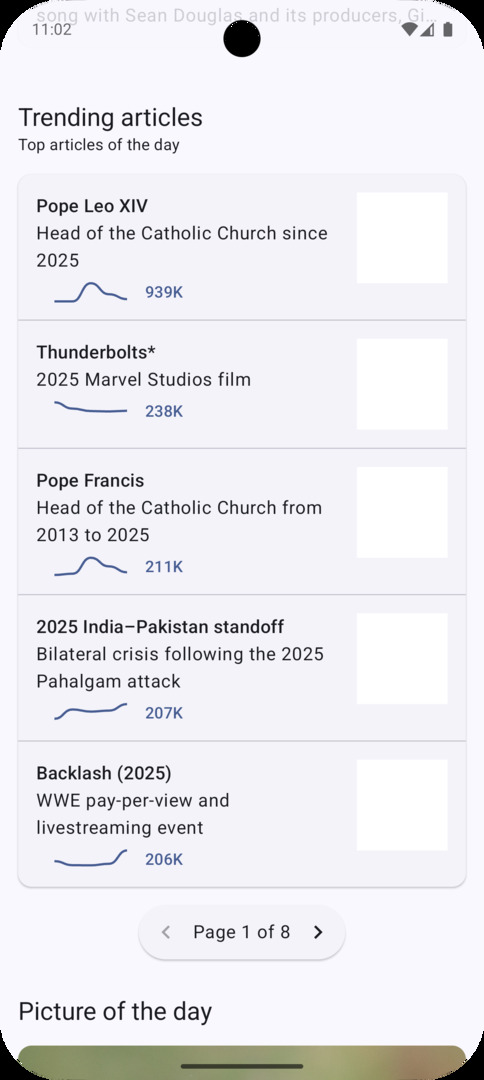 song with Sean Douglas and its producers, Gi...
11:02
Trending articles
Top articles of the day
Pope Leo XIV
Head of the Catholic Church since
2025
939K
Thunderbolts*
2025 Marvel Studios film
238K
Pope Francis
Head of the Catholic Church from
2013 to 2025
211K
2025 India–Pakistan standoff
Bilateral crisis following the 2025
Pahalgam attack
207K
Backlash (2025)
WWE pay-per-view and
livestreaming event
206K
Page 1 of 8
Picture of the day